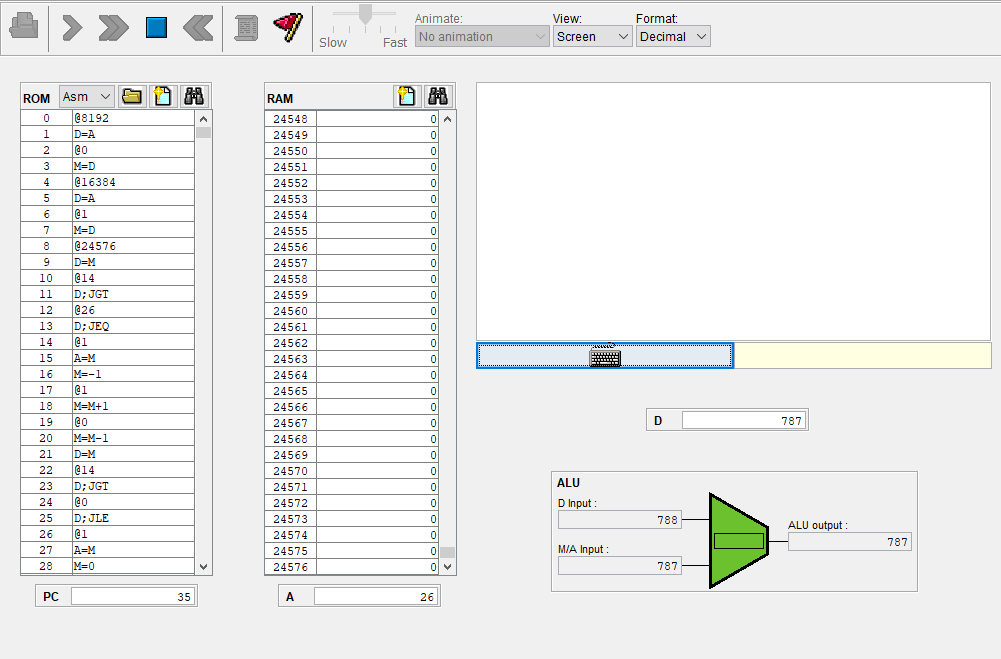 Animate: View: Format:
Slow Fast No animation Screen Decimal
ROM Asm
0 @8192
1 D=A
2 @0
3 M=D
4 @16384
5 D=A
6 @1
7 M=D
8 @24576
9 D=M
10 @14
11 D;JGT
12 @26
13 D;JEQ
14 @1
15 A=M
16 M=-1
17 @1
18 M=M+1
19 @0
20 M=M-1
21 D=M
22 @14
23 D;JGT
24 @0
25 D;JLE
26 @1
27 A=M
28 M=0
PC 35
RAM
24548 0
24549 0
24550 0
24551 0
24552 0
24553 0
24554 0
24555 0
24556 0
24557 0
24558 0
24559 0
24560 0
24561 0
24562 0
24563 0
24564 0
24565 0
24566 0
24567 0
24568 0
24569 0
24570 0
24571 0
24572 0
24573 0
24574 0
24575 0
24576 0
A 26
D 787
ALU
D Input :
788
M/A Input :
787
ALU output :
787